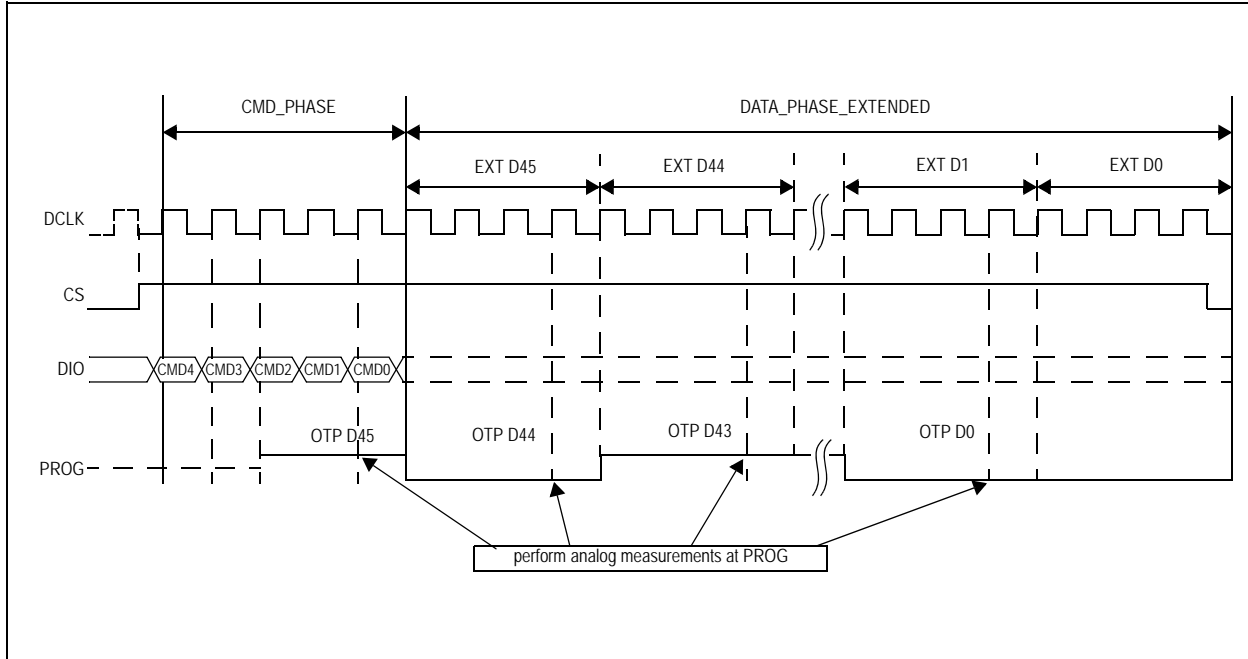 CMD_PHASE DATA_PHASE_EXTENDED
EXT D45 EXT D44 EXT D1 EXT D0
DCLK
CS
DIO CMD4 CMD3 CMD2 CMD1 CMD0
OTP D45 OTP D44 OTP D43 OTP D0
PROG
perform analog measurements at PROG